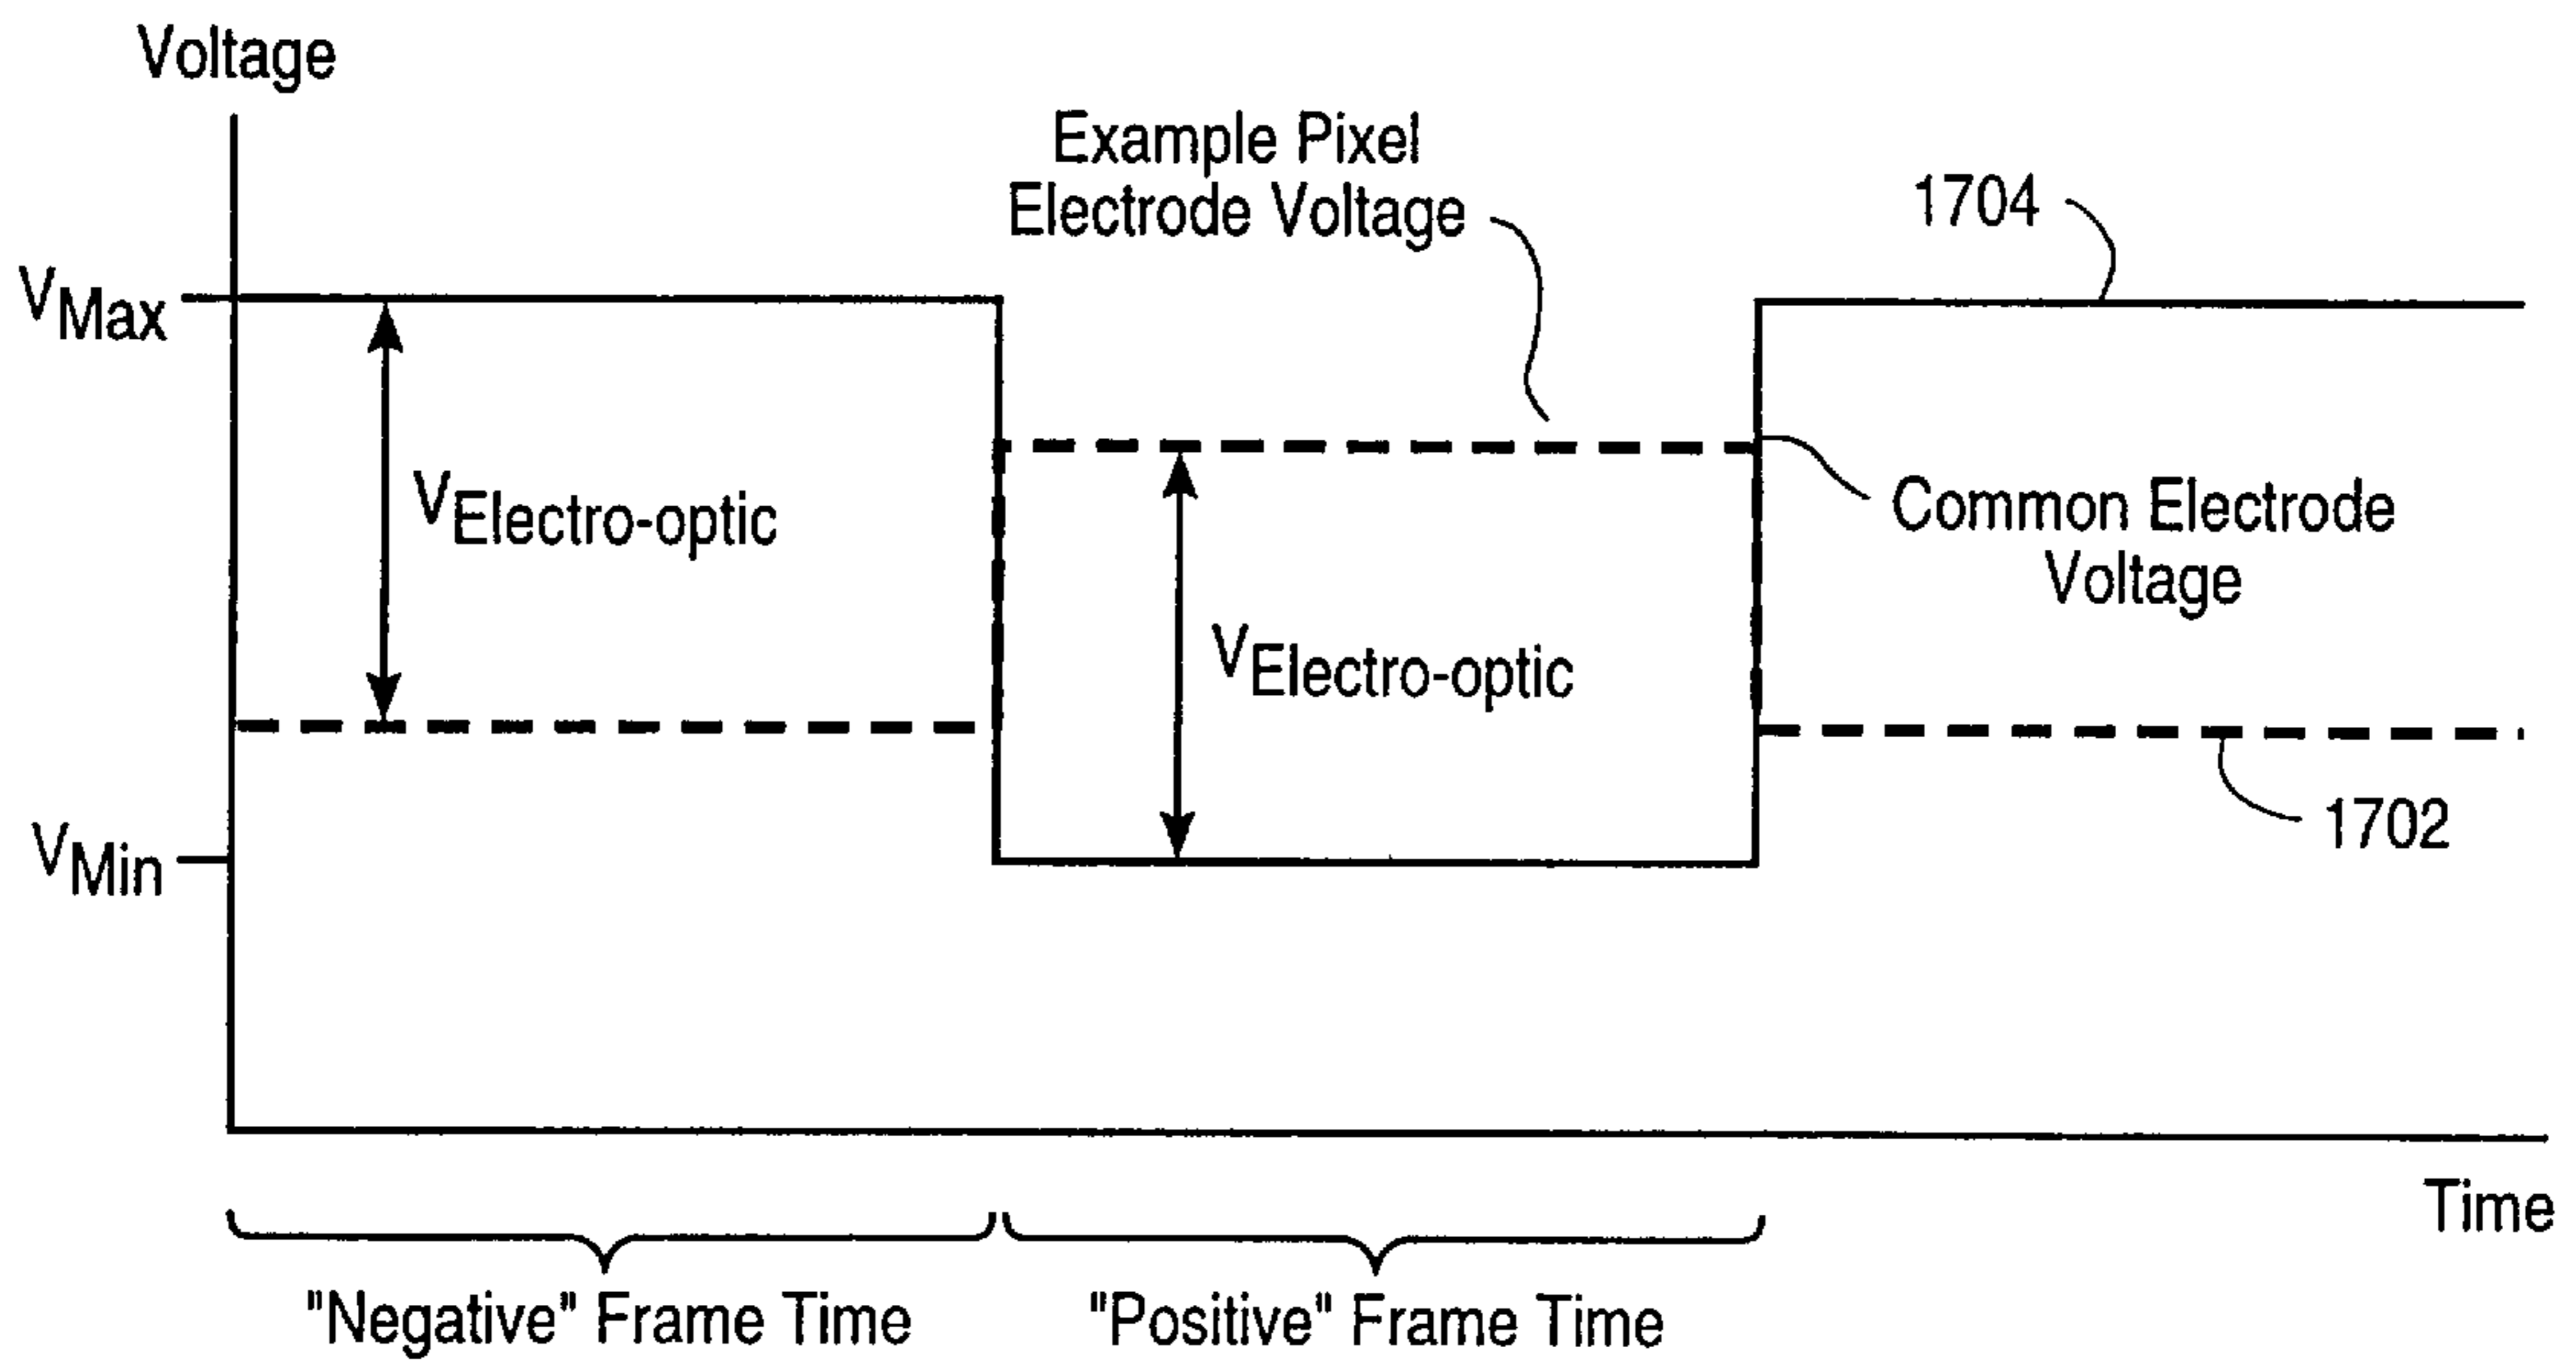 Voltage
Example Pixel
Electrode Voltage
1704
VMax
VElectro-optic
Common Electrode
Voltage
VElectro-optic
1702
VMin
Time
"Negative" Frame Time
"Positive" Frame Time